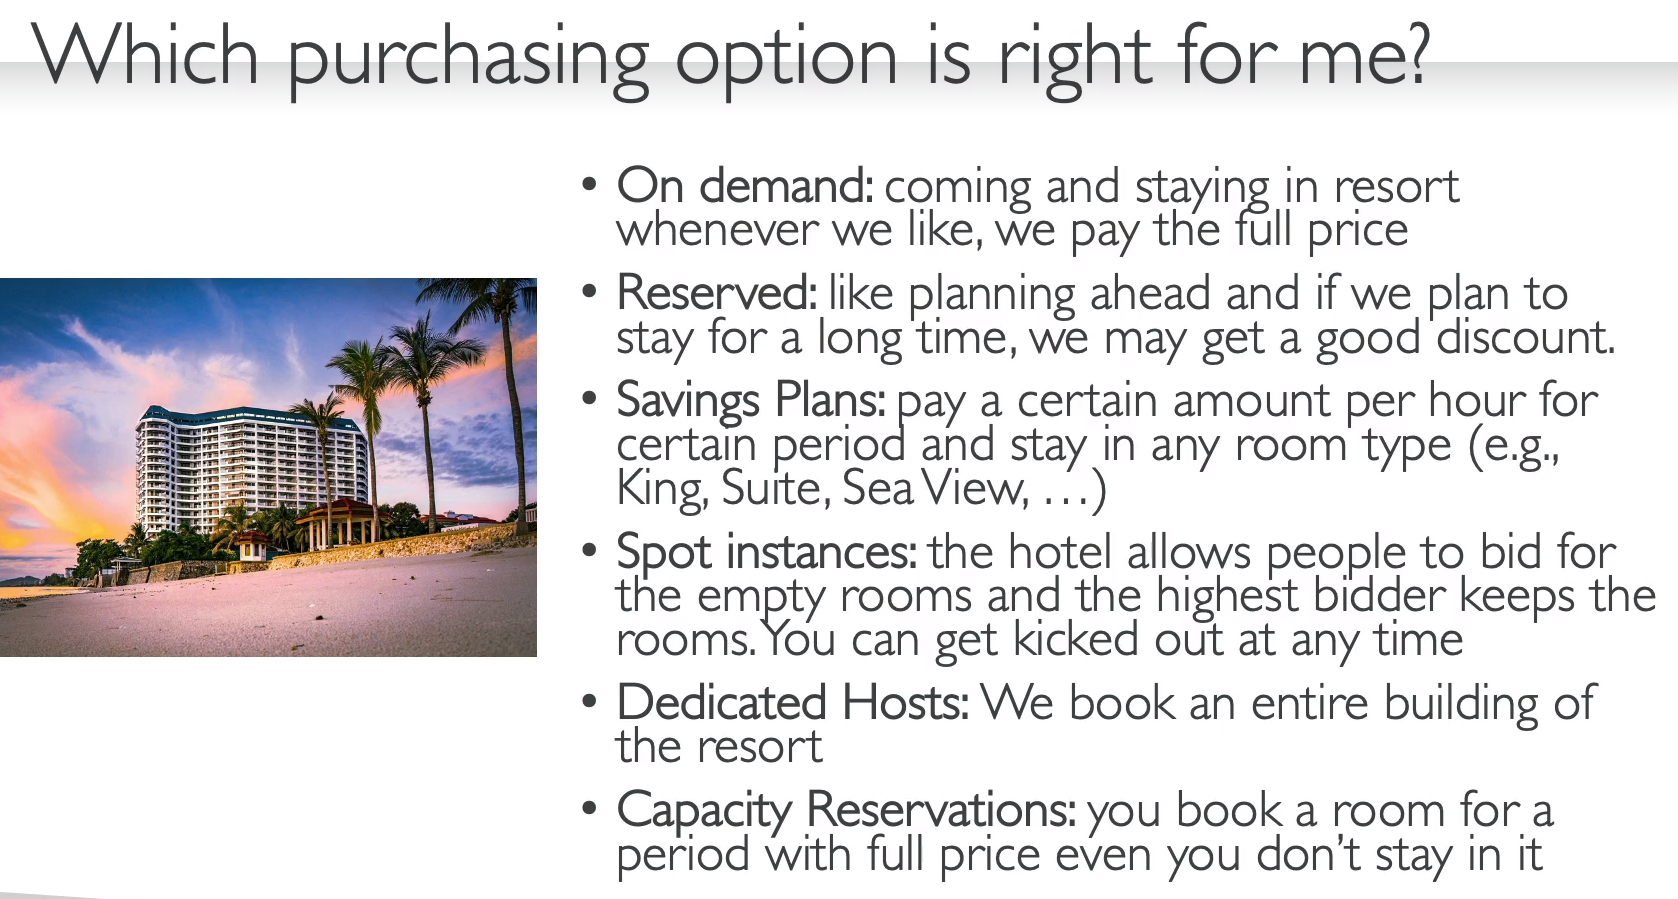 Which purchasing option is right for me?
• On demand: coming and staying in resort
whenever we like, we pay the full price
• Reserved: like planning ahead and if we plan to
stay for a long time, we may get a good discount.
• Savings Plans: pay a certain amount per hour for
certain period and stay in any room type (e.g.,
King, Suite, Sea View, …)
• Spot instances: the hotel allows people to bid for
the empty rooms and the highest bidder keeps the
rooms. You can get kicked out at any time
• Dedicated Hosts: We book an entire building of
the resort
• Capacity Reservations: you book a room for a
period with full price even you don’t stay in it